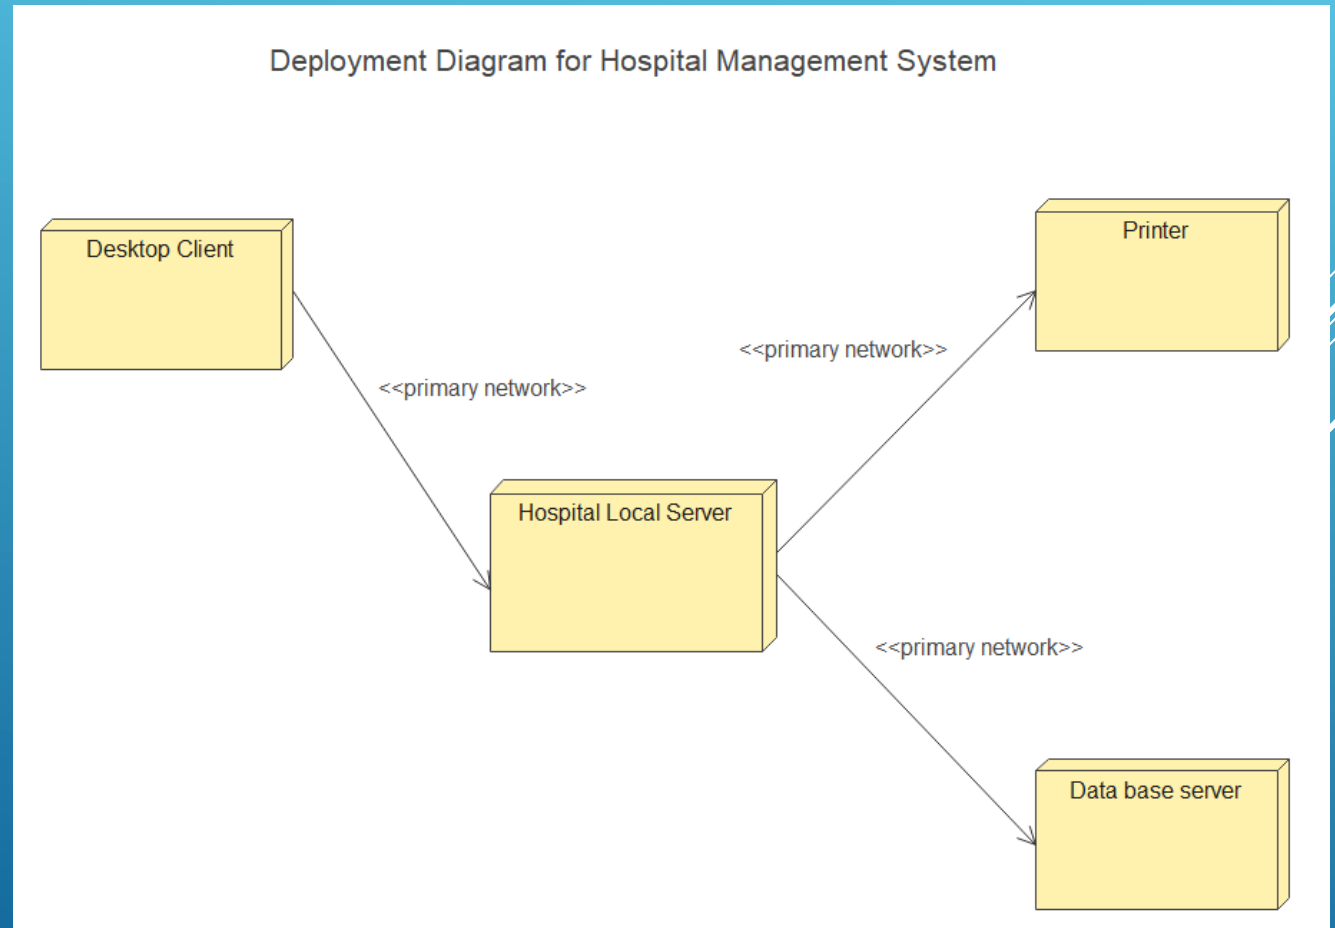 Deployment Diagram for Hospital Management System
Desktop Client
Printer
<<primary network>>
<<primary network>>
Hospital Local Server
<<primary network>>
Data base server